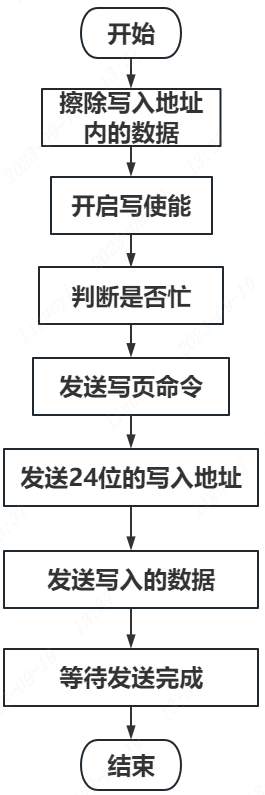 开始
擦除写入地址
内的数据
开启写使能
判断是否忙
发送写页命令
发送24位的写入地址
发送写入的数据
等待发送完成
结束